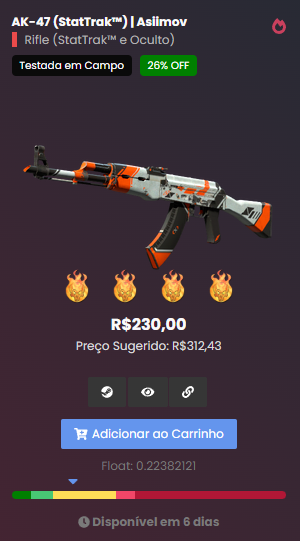 AK-47 (StatTrak™) | Asiimov
Rifle (StatTrak™ e Oculto)
Testada em Campo
26% OFF
R$230,00
Preço Sugerido: R$312,43
Adicionar ao Carrinho
Float: 0.22382121
Disponível em 6 dias